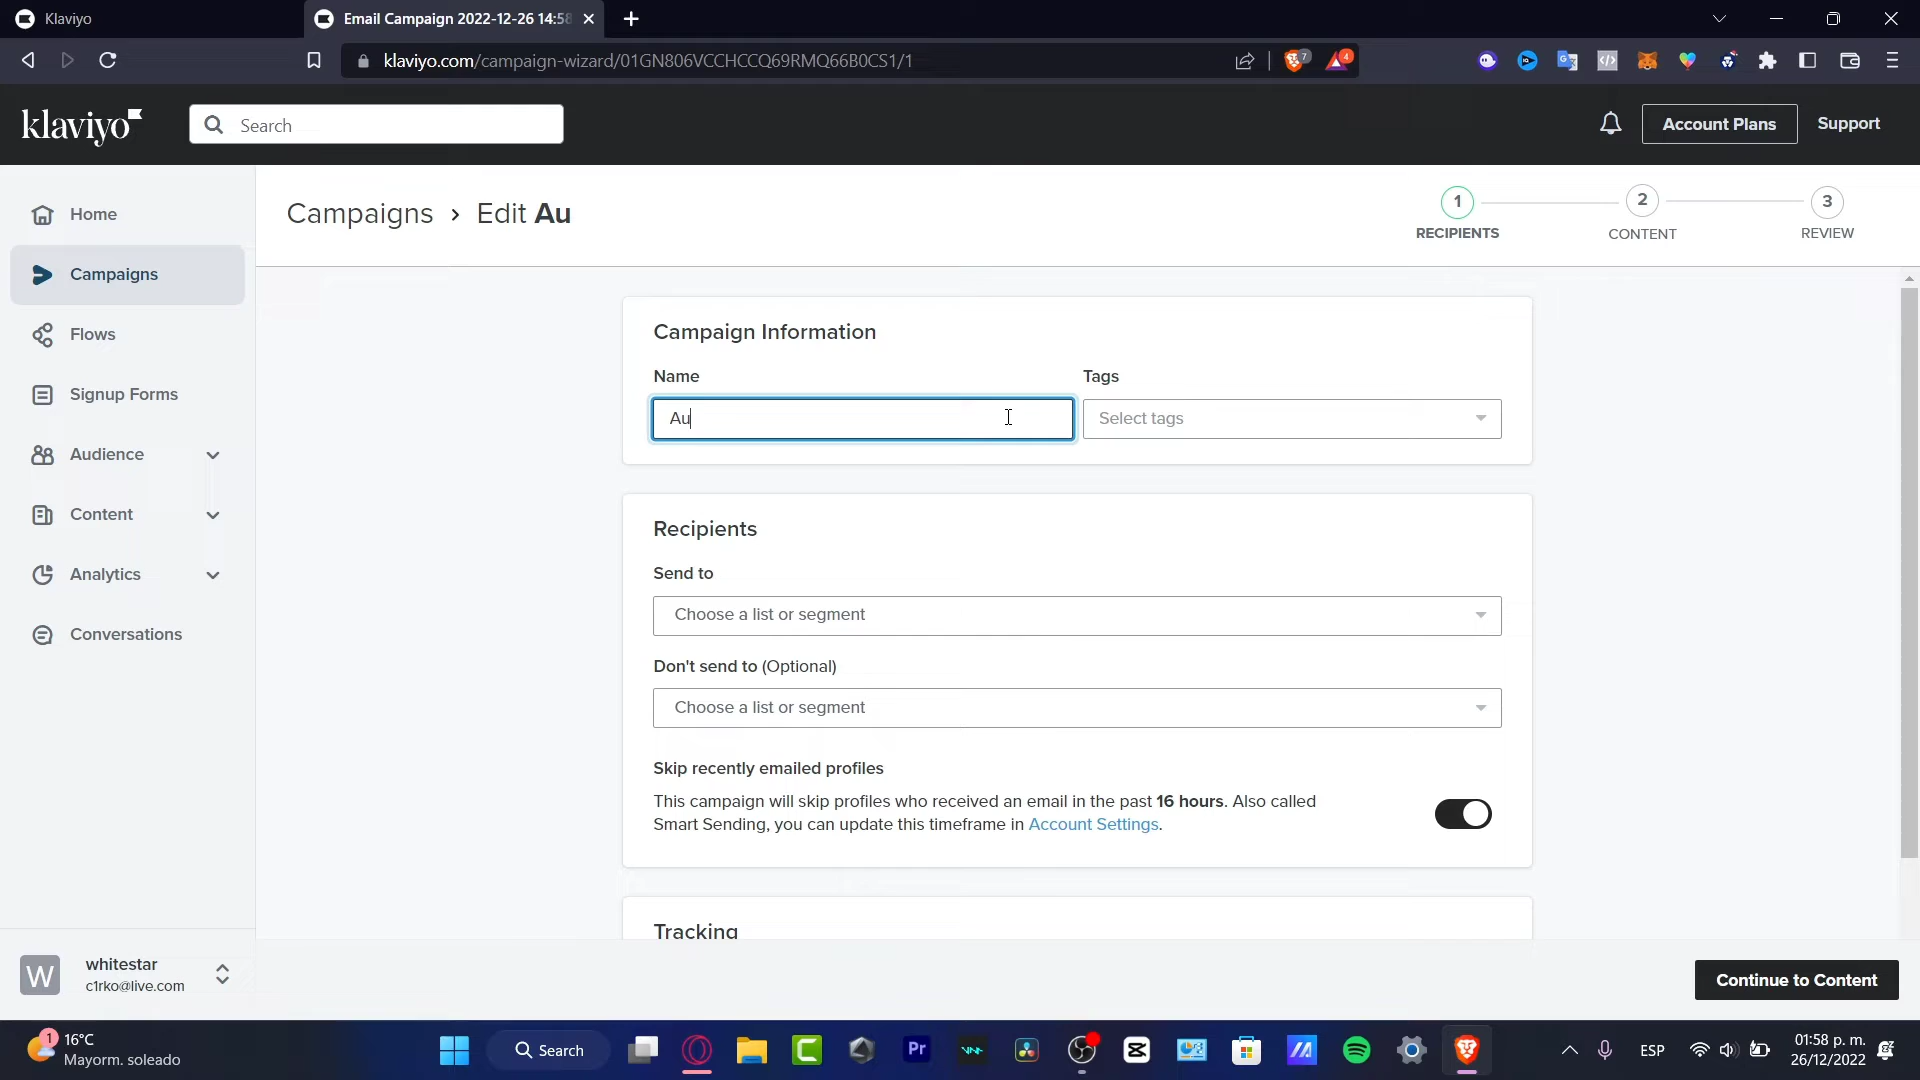 Klaviyo
Email Campaign 2022-12-26 14:58
klaviyo.com/campaign-wizard/01GN806VCCHCCQ69RMQ66B0CS1/1
7
4
klaviyo
Search
Account Plans
Support
Home
Campaigns
Flows
Signup Forms
Audience
Content
Analytics
Conversations
whitestar
c1rko@live.com
W
Campaigns › Edit Au
1
RECIPIENTS
2
CONTENT
3
REVIEW
Campaign Information
Name
Tags
Au
Select tags
Recipients
Send to
Choose a list or segment
Don't send to (Optional)
Choose a list or segment
Skip recently emailed profiles
This campaign will skip profiles who received an email in the past 16 hours. Also called
Smart Sending, you can update this timeframe in Account Settings.
Tracking
Continue to Content
1
16°C
Mayorm. soleado
Search
Pr
ESP
01:58 p. m.
26/12/2022